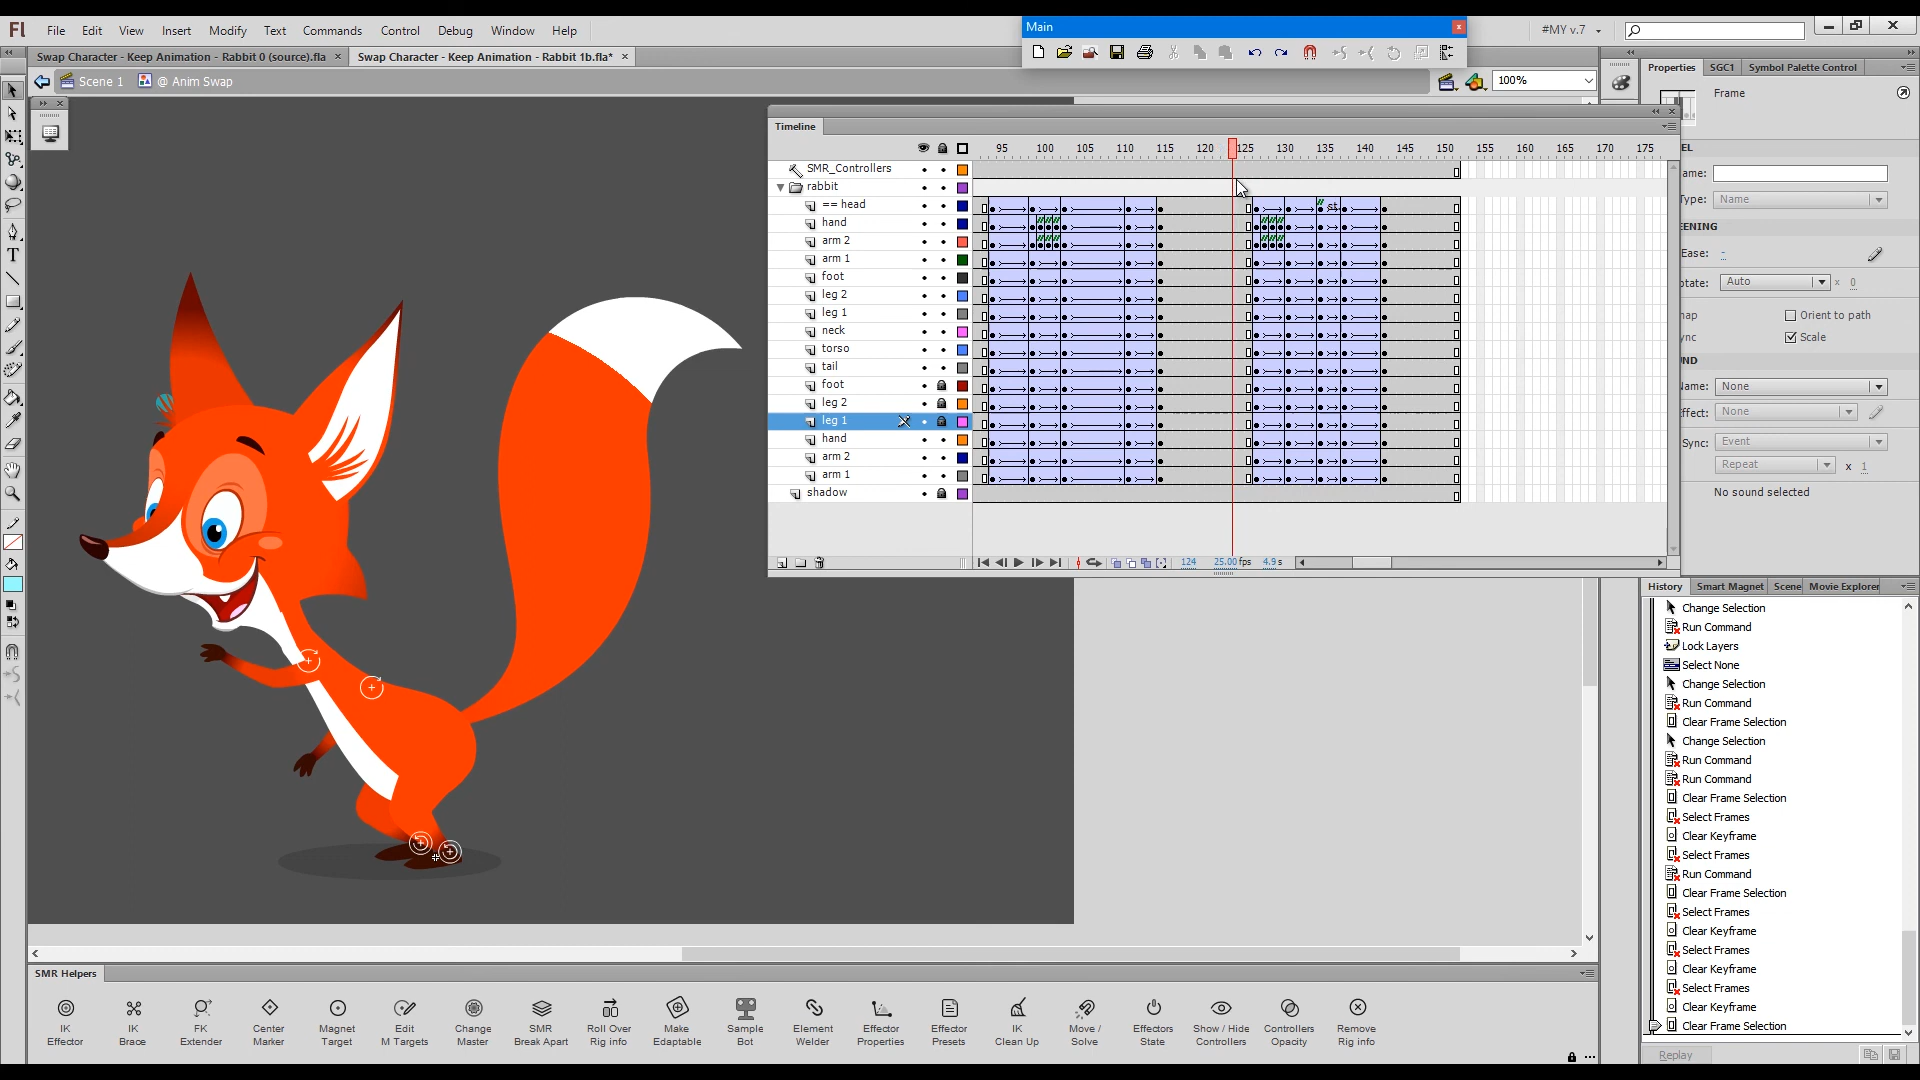 Main
Fl File Edit View Insert Modify Text Commands Control Debug Window Help
#MY v.7
Swap Character - Keep Animation - Rabbit 0 (source).fla × Swap Character - Keep Animation - Rabbit 1b.fla* ×
Scene 1 @ Anim Swap
100%
Properties SGC1 Symbol Palette Control
Frame
Timeline
95 100 105 110 115 120 125 130 135 140 145 150 155 160 165 170 175
SMR_Controllers
rabbit
== head
st
hand
arm 2
arm 1
foot
leg 2
leg 1
neck
torso
tail
foot
leg 2
leg 1
hand
arm 2
arm 1
shadow
124 25.00 fps 4.9 s
EL
ame:
Type: Name
EENING
Ease: -
otate: Auto x 0
nap Orient to path
ync Scale
ND
Name: None
ffect: None
Sync: Event
Repeat x 1
No sound selected
History Smart Magnet Scene Movie Explorer
Change Selection
Run Command
Lock Layers
Select None
Change Selection
Run Command
Clear Frame Selection
Change Selection
Run Command
Run Command
Clear Frame Selection
Select Frames
Clear Keyframe
Select Frames
Run Command
Clear Frame Selection
Select Frames
Clear Keyframe
Select Frames
Clear Keyframe
Select Frames
Clear Keyframe
Clear Frame Selection
Replay
SMR Helpers
IK Effector
IK Brace
FK Extender
Center Marker
Magnet Target
Edit M Targets
Change Master
SMR Break Apart
Roll Over Rig info
Make Adaptable
Sample Bot
Element Welder
Effector Properties
Effector Presets
IK Clean Up
Move / Solve
Effectors State
Show / Hide Controllers
Controllers Opacity
Remove Rig info